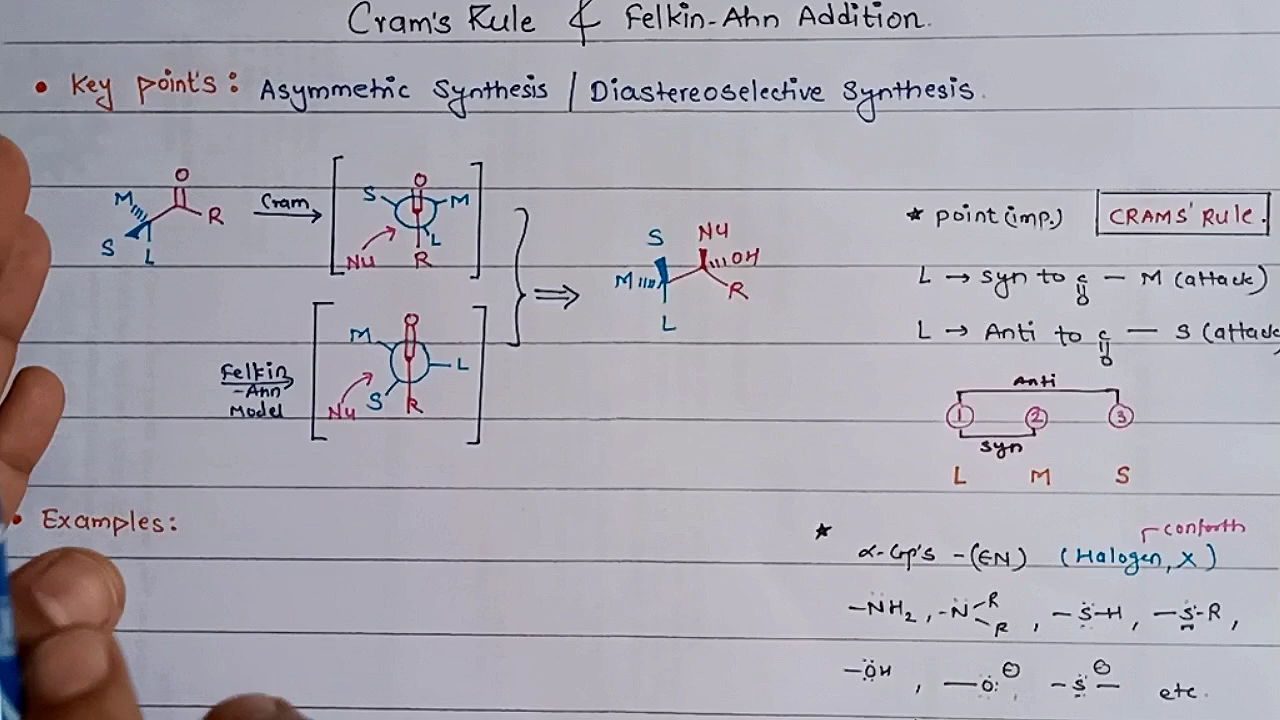 Cram's Rule & Felkin-Ahn Addition.
• Key point's: Asymmetric Synthesis / Diastereoselective Synthesis.
O
M
R
S
L
Cram
O
S
M
L
Nu
R
Felkin
-Ahn
Model
O
M
L
Nu
S
R
S
Nu
M
OH
R
L
* point (imp.) CRAMS' RULE.
L → syn to C=O — M (attack)
L → Anti to C=O — S (attack
Anti
1 2 3
syn
L M S
• Examples:
* conforth
α-Gp's - (EN) (Halogen, X)
-NH2, -N-R R, -S-H, -S-R,
-OH, -O⊖, -S⊖- etc.